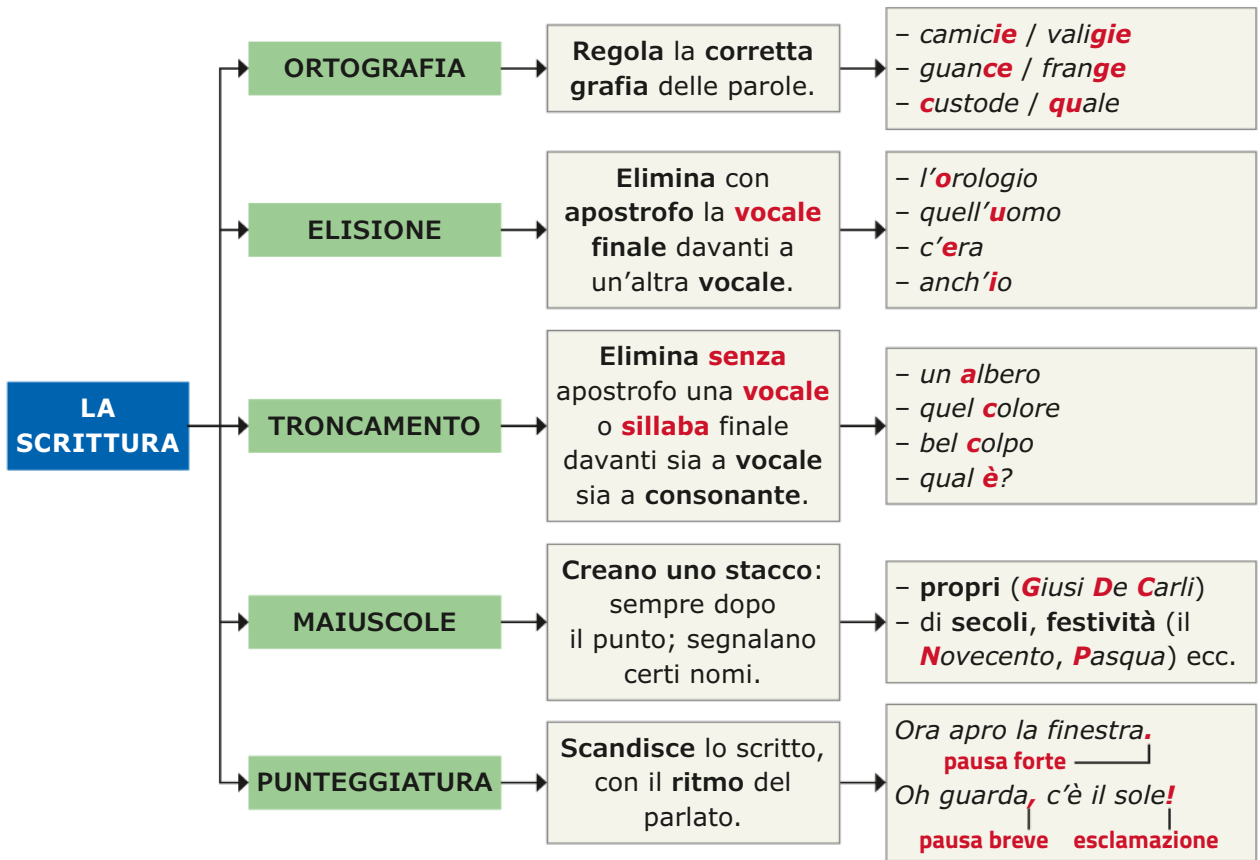 LA
SCRITTURA
ORTOGRAFIA
Regola la corretta
grafia delle parole.
– camicie / valigie
– guance / frange
– custode / quale
ELISIONE
Elimina con
apostrofo la vocale
finale davanti a
un’altra vocale.
– l’orologio
– quell’uomo
– c’era
– anch’io
TRONCAMENTO
Elimina senza
apostrofo una vocale
o sillaba finale
davanti sia a vocale
sia a consonante.
– un albero
– quel colore
– bel colpo
– qual è?
MAIUSCOLE
Creano uno stacco:
sempre dopo
il punto; segnalano
certi nomi.
– propri (Giusi De Carli)
– di secoli, festività (il
Novecento, Pasqua) ecc.
PUNTEGGIATURA
Scandisce lo scritto,
con il ritmo del
parlato.
Ora apro la finestra.
pausa forte
Oh guarda, c’è il sole!
pausa breve esclamazione